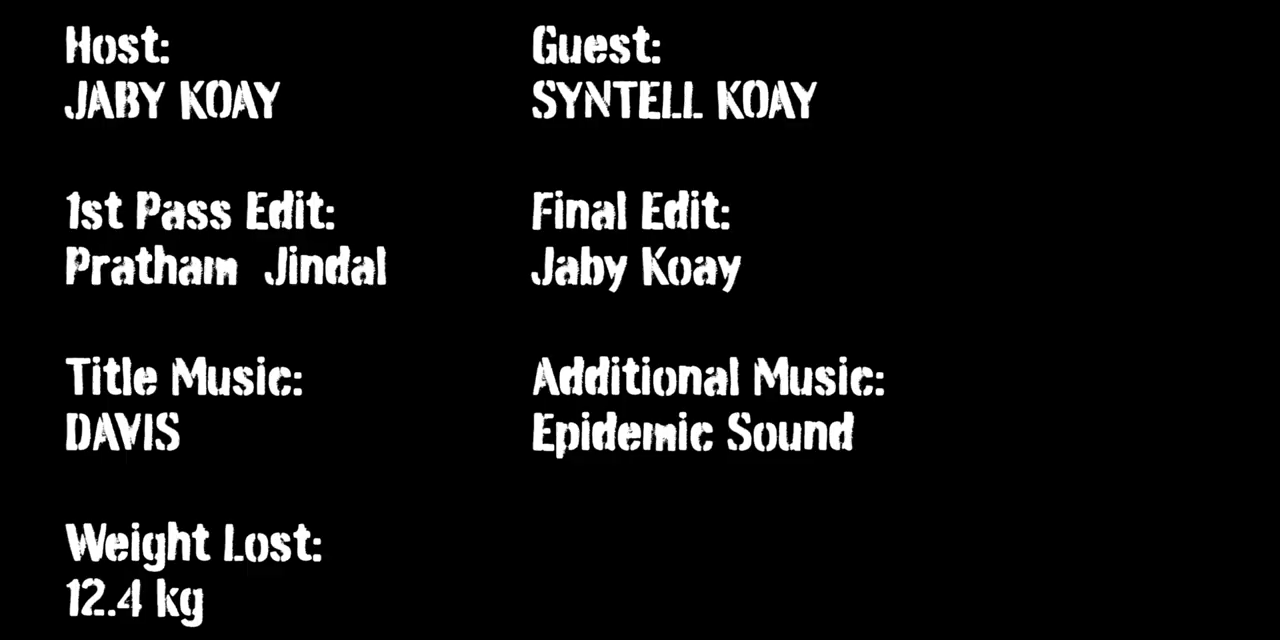 Host:
JABY KOAY
Guest:
SYNTELL KOAY
1st Pass Edit:
Pratham Jindal
Final Edit:
Jaby Koay
Title Music:
DAVIS
Additional Music:
Epidemic Sound
Weight Lost:
12.4 kg